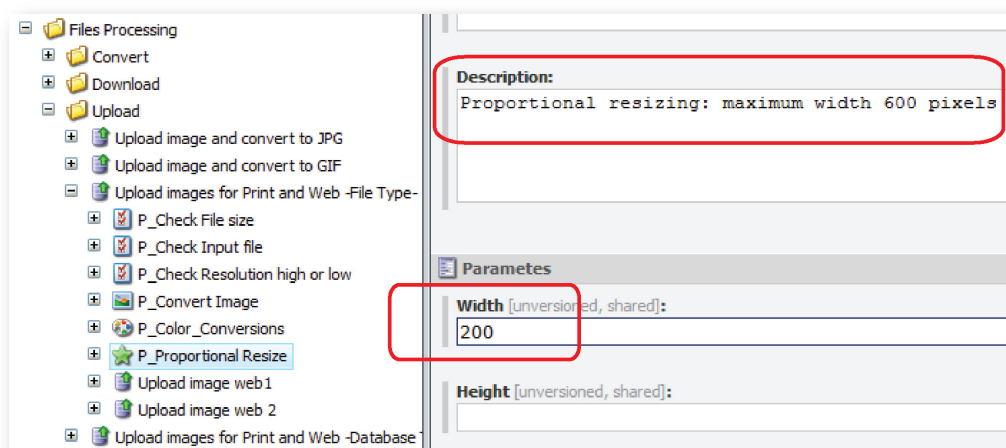 Files Processing
Convert
Download
Upload
Upload image and convert to JPG
Upload image and convert to GIF
Upload images for Print and Web -File Type-
P_Check File size
P_Check Input file
P_Check Resolution high or low
P_Convert Image
P_Color_Conversions
P_Proportional Resize
Upload image web1
Upload image web 2
Upload images for Print and Web -Database
Description:
Proportional resizing: maximum width 600 pixels
Parametes
Width [unversioned, shared]:
200
Height [unversioned, shared]: